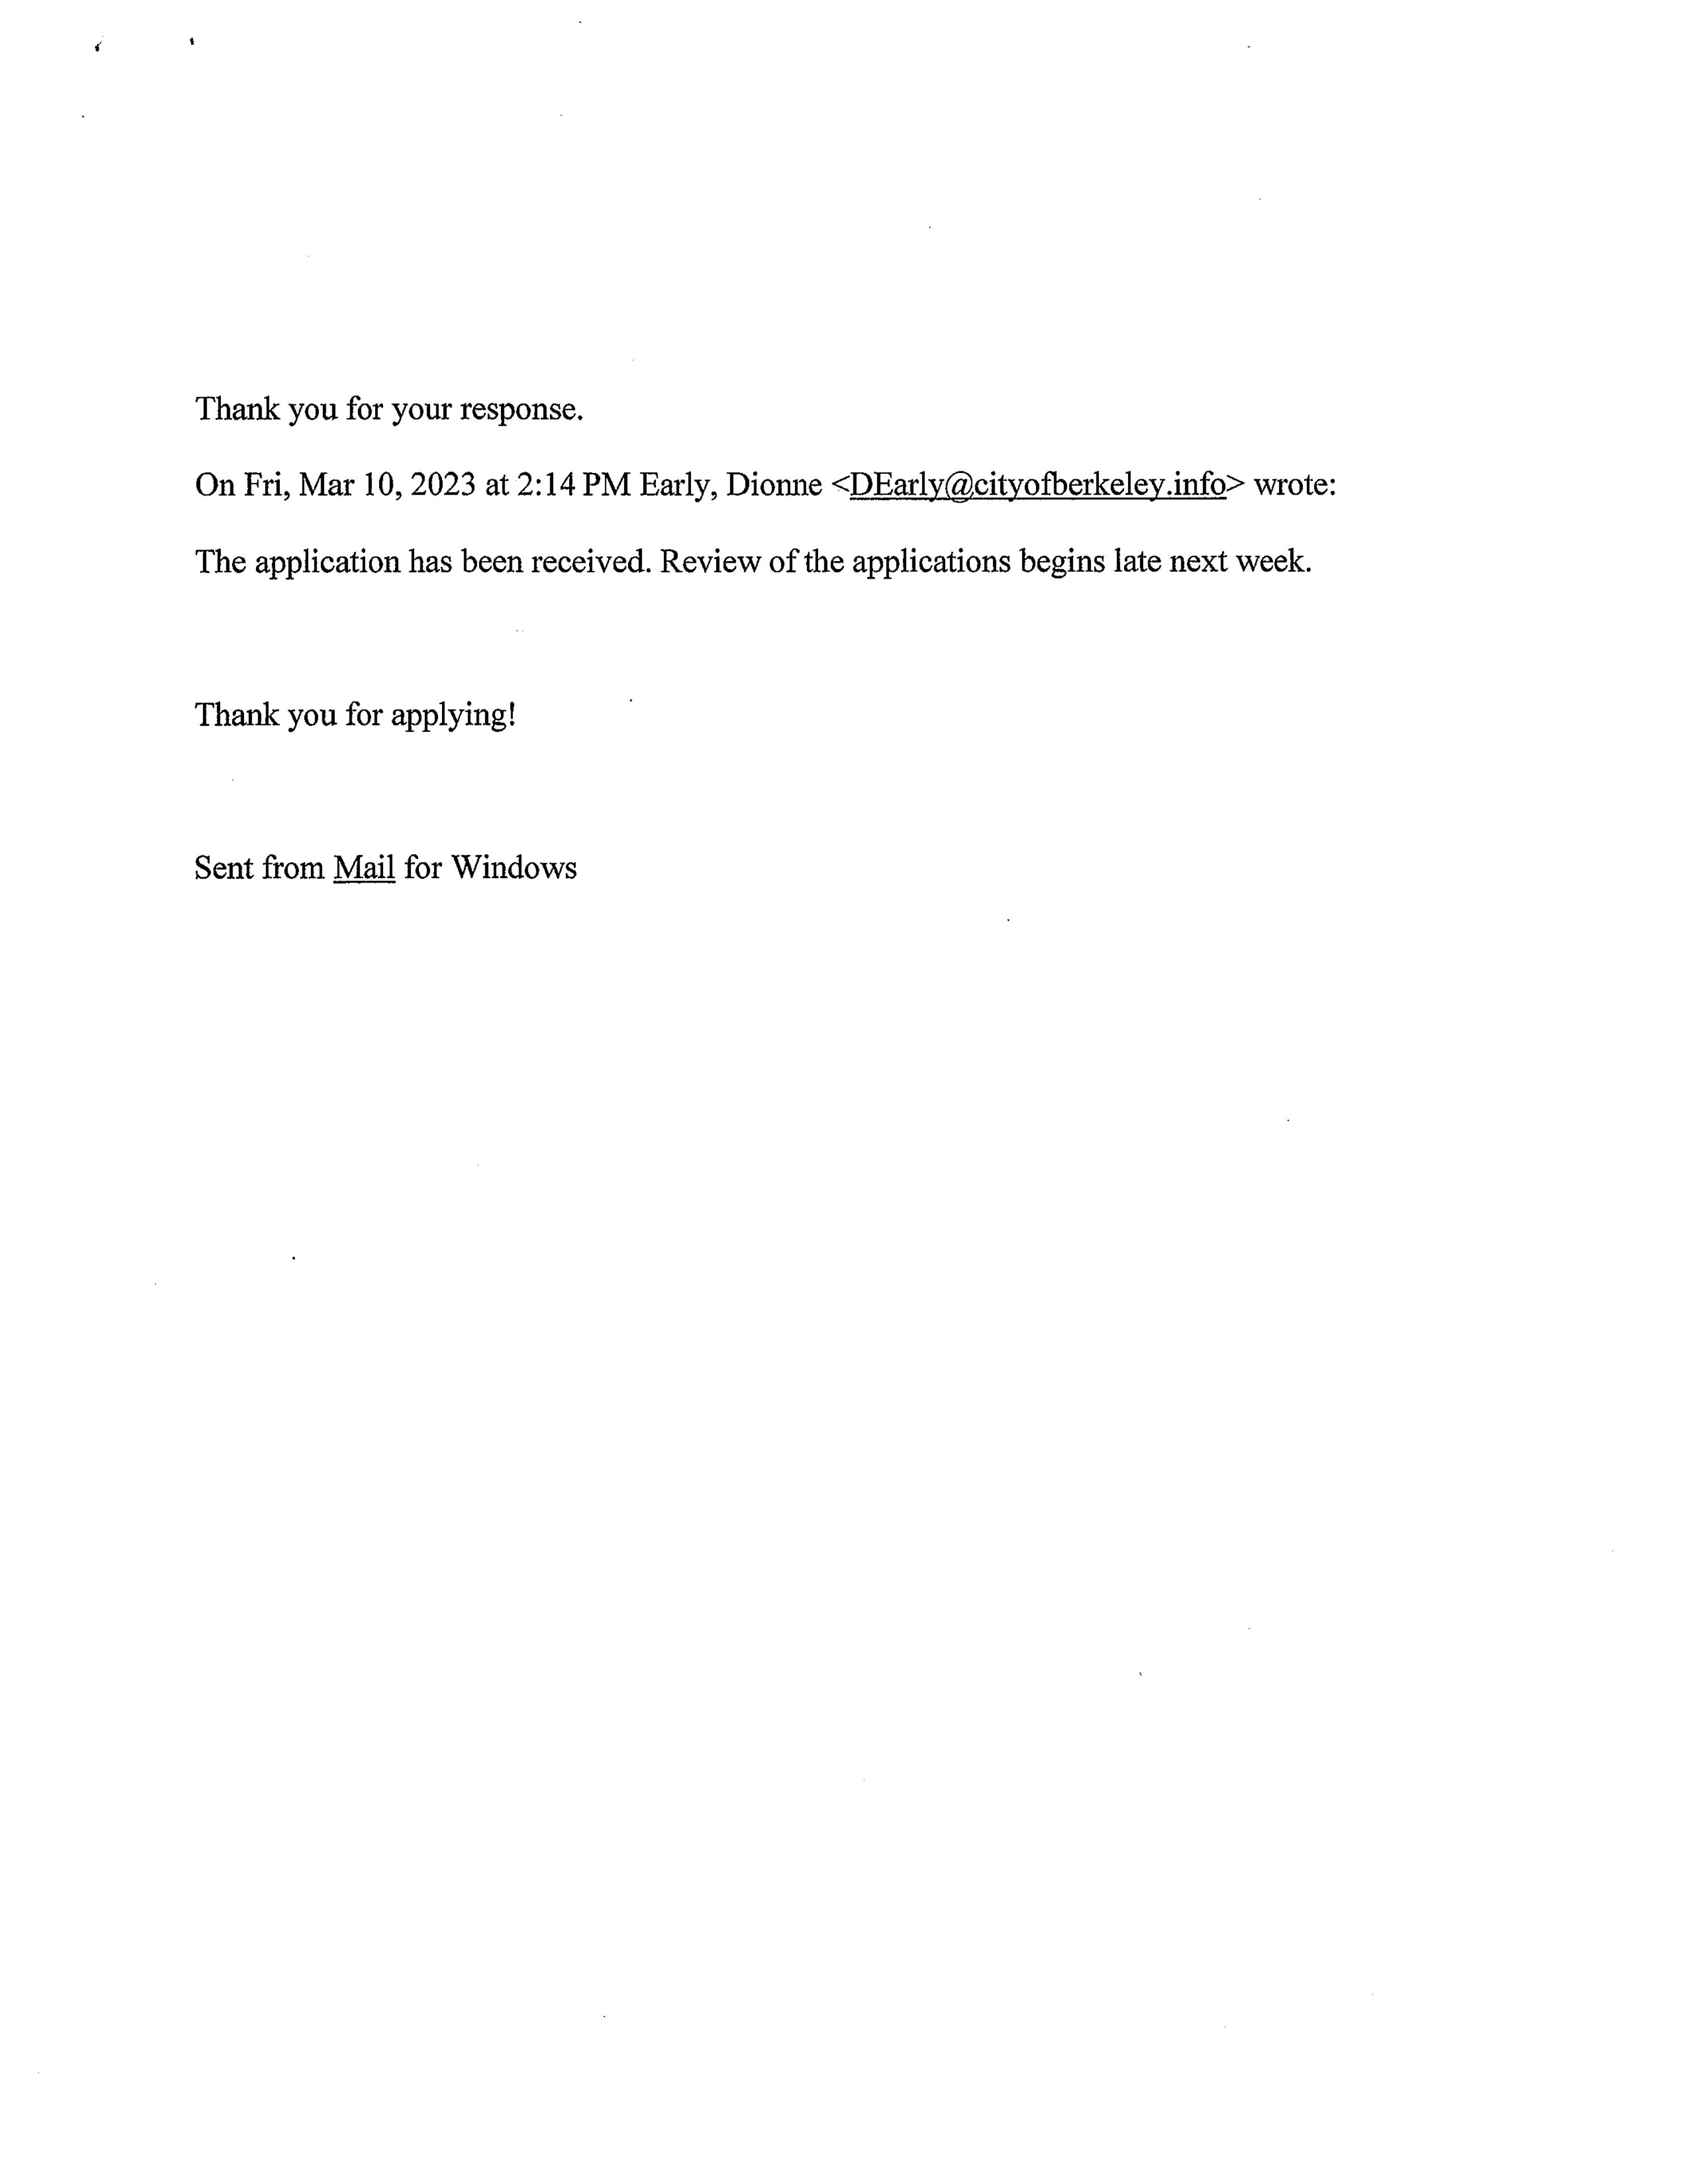 Thank you for your response.
On Fri, Mar 10, 2023 at 2:14 PM Early, Dionne <DEarly@cityofberkeley.info> wrote:
The application has been received. Review of the applications begins late next week.
Thank you for applying!
Sent from Mail for Windows